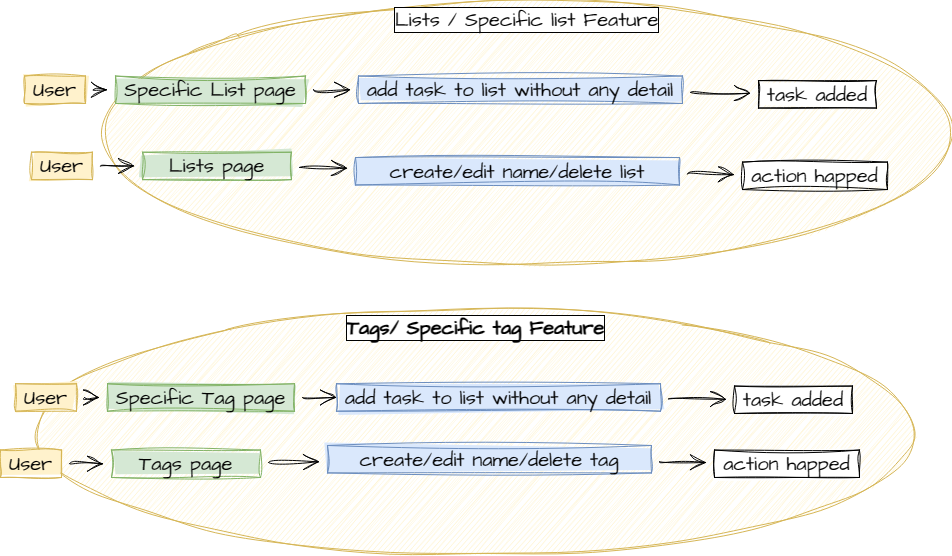 Lists / Specific list Feature
User
Specific List page
add task to list without any detail
task added
User
Lists page
create/edit name/delete list
action happed
Tags/ Specific tag Feature
User
Specific Tag page
add task to list without any detail
task added
User
Tags page
create/edit name/delete tag
action happed